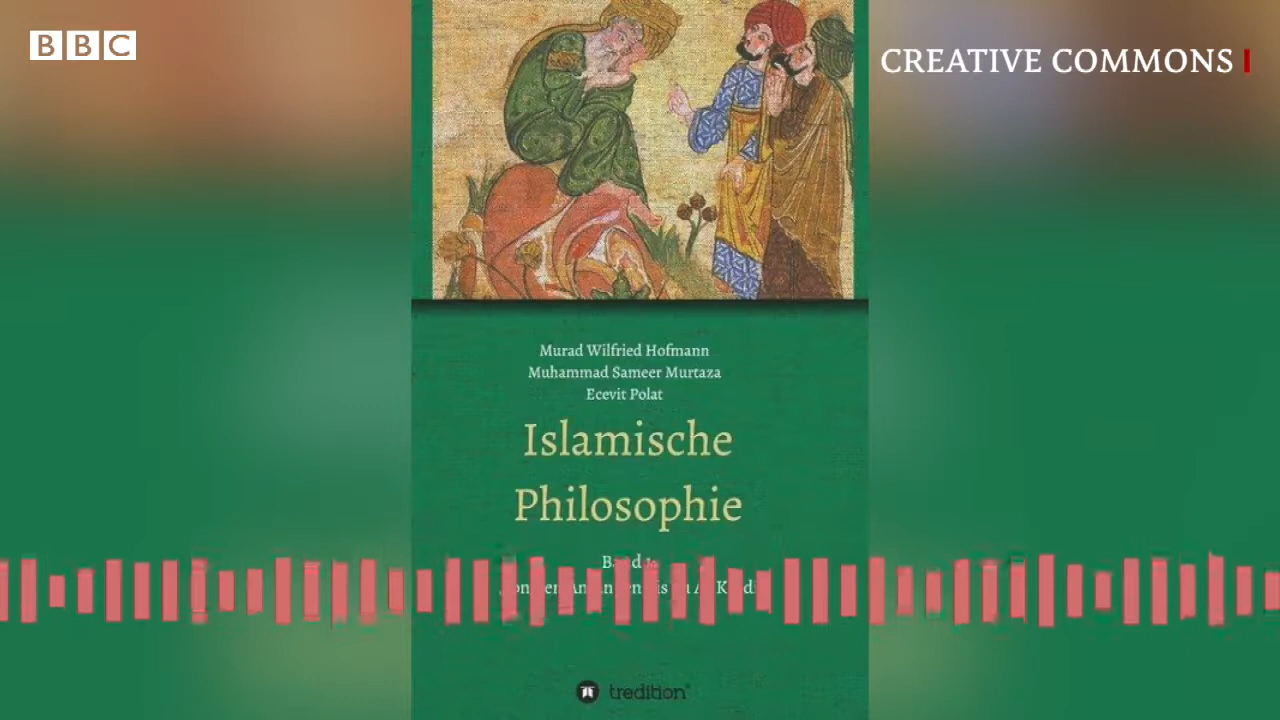 BBC
CREATIVE COMMONS
Murad Wilfried Hofmann
Muhammad Sameer Murtaza
Ecevit Polat
Islamische
Philosophie
tredition®